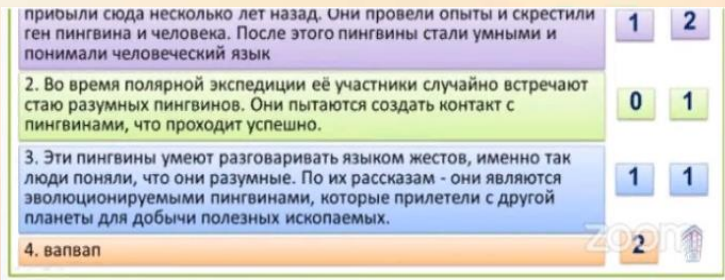 прибыли сюда несколько лет назад. Они провели опыты и скрестили
ген пингвина и человека. После этого пингвины стали умными и
понимали человеческий язык
1 2
2. Во время полярной экспедиции её участники случайно встречают
стаю разумных пингвинов. Они пытаются создать контакт с
пингвинами, что проходит успешно.
0 1
3. Эти пингвины умеют разговаривать языком жестов, именно так
люди поняли, что они разумные. По их рассказам - они являются
эволюционируемыми пингвинами, которые прилетели с другой
планеты для добычи полезных ископаемых.
1 1
4. вапвап
2
zoom